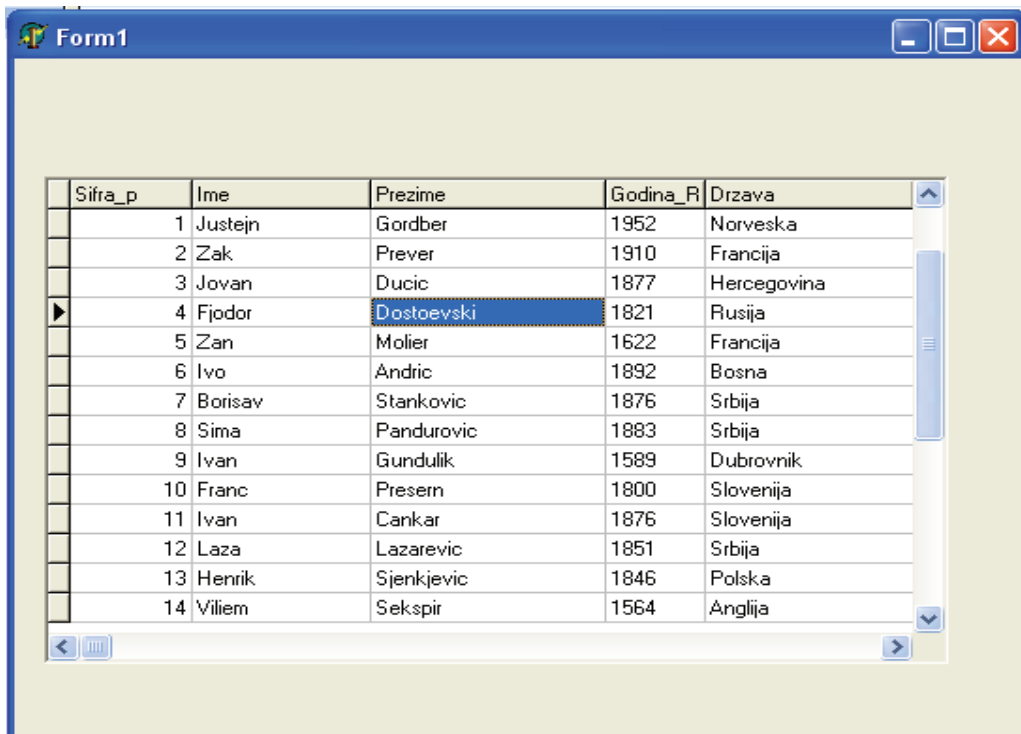 Form1
Sifra_p Ime Prezime Godina_R Drzava
1 Justejn Gordber 1952 Norveska
2 Zak Prever 1910 Francija
3 Jovan Ducic 1877 Hercegovina
4 Fjodor Dostoevski 1821 Rusija
5 Zan Molier 1622 Francija
6 Ivo Andric 1892 Bosna
7 Borisav Stankovic 1876 Srbija
8 Sima Pandurovic 1883 Srbija
9 Ivan Gundulik 1589 Dubrovnik
10 Franc Presern 1800 Slovenija
11 Ivan Cankar 1876 Slovenija
12 Laza Lazarevic 1851 Srbija
13 Henrik Sjenkjevic 1846 Polska
14 Viliem Sekspir 1564 Anglija